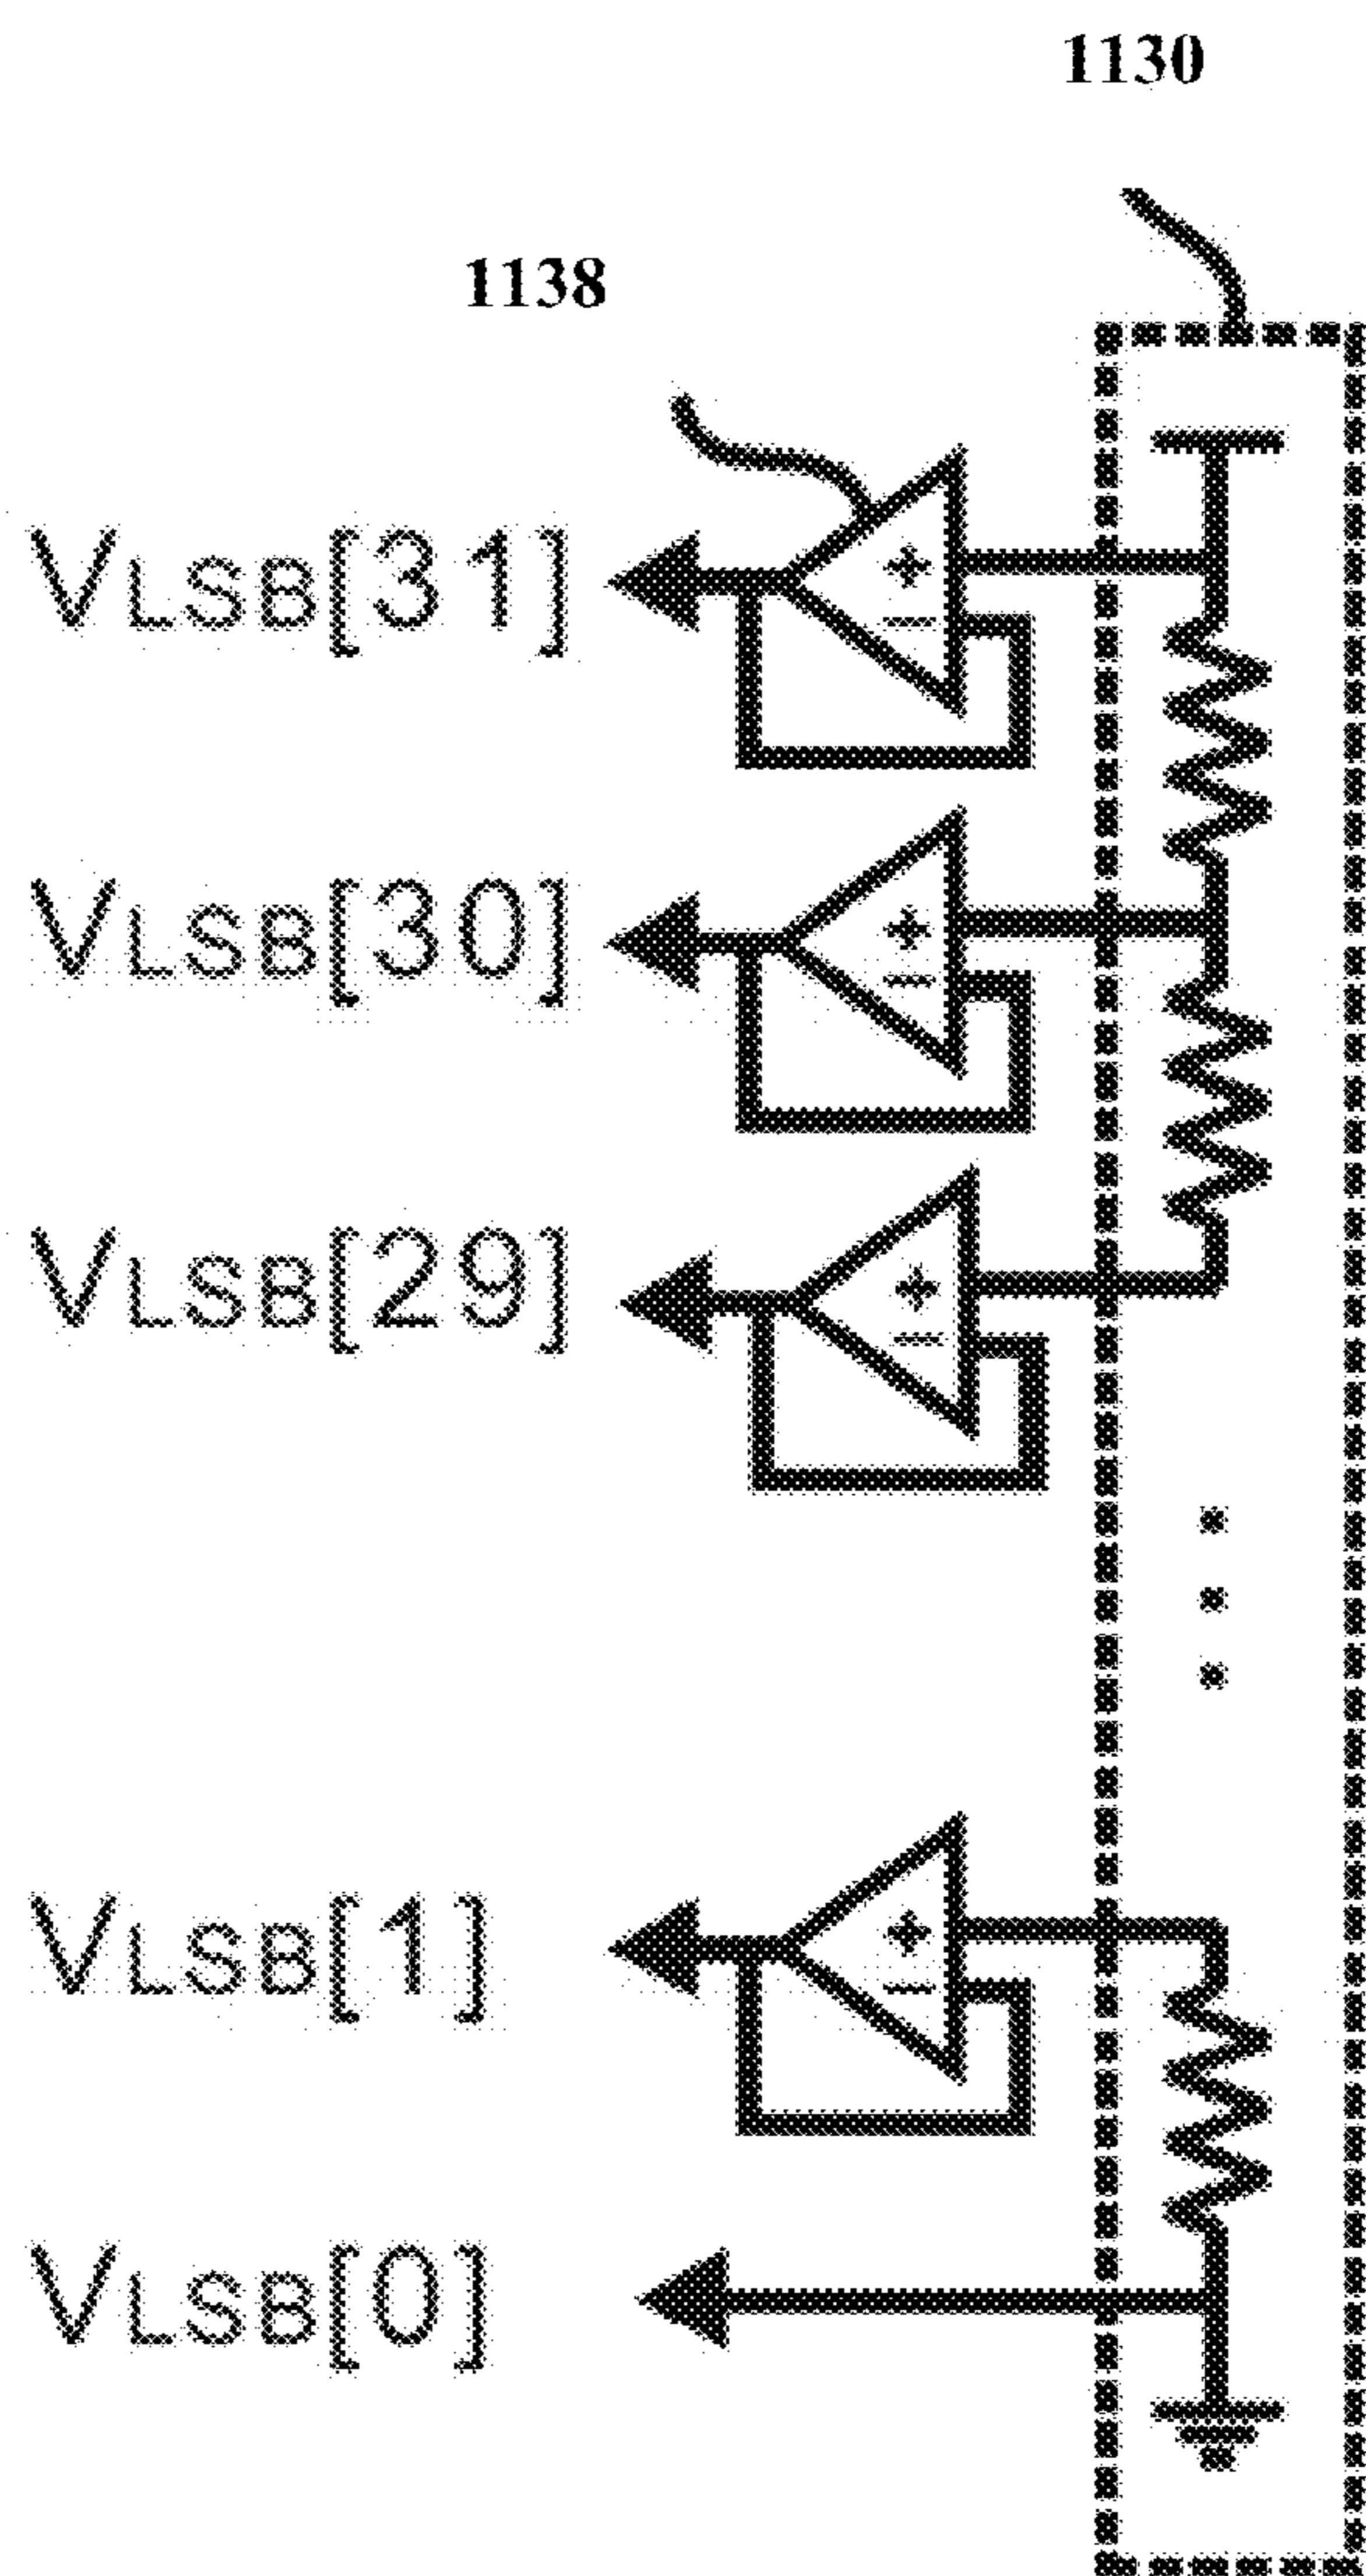 1130
1138
VLSB[31]
+
-
VLSB[30]
+
-
VLSB[29]
+
-
VLSB[1]
+
-
VLSB[0]